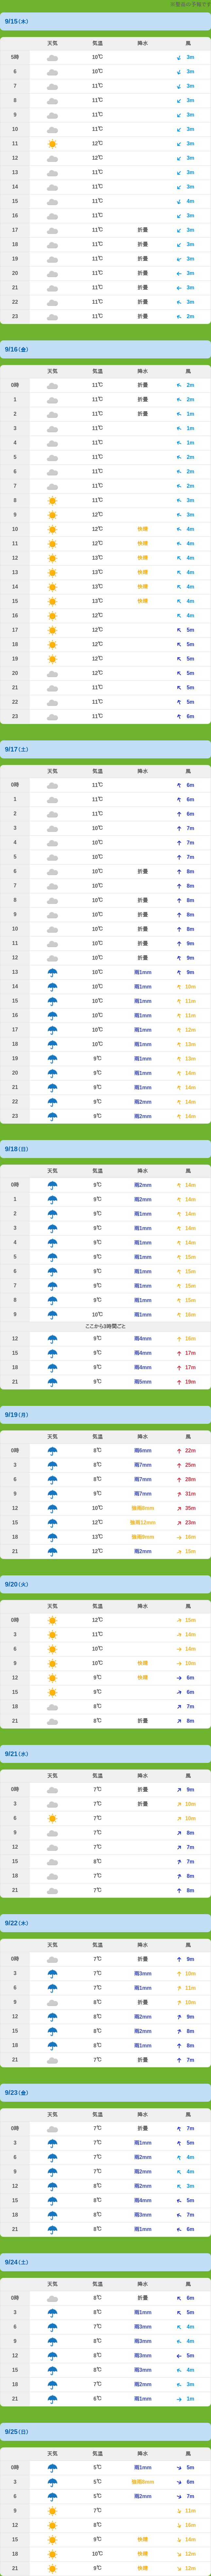 9/15(木)
天気 気温 降水 風
5時 10℃ 3m
6 10℃ 3m
7 11℃ 3m
8 11℃ 3m
9 11℃ 3m
10 11℃ 3m
11 12℃ 3m
12 12℃ 3m
13 11℃ 3m
14 11℃ 3m
15 11℃ 4m
16 11℃ 3m
17 11℃ 折畳 3m
18 11℃ 折畳 3m
19 11℃ 折畳 3m
20 11℃ 折畳 3m
21 11℃ 折畳 3m
22 11℃ 折畳 3m
23 11℃ 折畳 2m
9/16(金)
天気 気温 降水 風
0時 11℃ 折畳 2m
1 11℃ 折畳 2m
2 11℃ 折畳 1m
3 11℃ 1m
4 11℃ 1m
5 11℃ 2m
6 11℃ 2m
7 11℃ 2m
8 11℃ 3m
9 12℃ 3m
10 12℃ 快晴 4m
11 12℃ 快晴 4m
12 13℃ 快晴 4m
13 13℃ 快晴 4m
14 13℃ 快晴 4m
15 13℃ 快晴 4m
16 12℃ 4m
17 12℃ 5m
18 12℃ 5m
19 12℃ 5m
20 12℃ 5m
21 11℃ 5m
22 11℃ 5m
23 11℃ 6m
9/17(土)
天気 気温 降水 風
0時 11℃ 6m
1 11℃ 6m
2 11℃ 6m
3 10℃ 7m
4 10℃ 7m
5 10℃ 7m
6 10℃ 折畳 8m
7 10℃ 8m
8 10℃ 折畳 8m
9 10℃ 折畳 8m
10 10℃ 折畳 8m
11 10℃ 折畳 9m
12 10℃ 折畳 9m
13 10℃ 雨1mm 9m
14 10℃ 雨1mm 10m
15 10℃ 雨1mm 11m
16 10℃ 雨1mm 11m
17 10℃ 雨1mm 12m
18 10℃ 雨1mm 13m
19 9℃ 雨1mm 13m
20 9℃ 雨1mm 14m
21 9℃ 雨1mm 14m
22 9℃ 雨2mm 14m
23 9℃ 雨2mm 14m
9/18(日)
天気 気温 降水 風
0時 9℃ 雨2mm 14m
1 9℃ 雨2mm 14m
2 9℃ 雨1mm 14m
3 9℃ 雨1mm 14m
4 9℃ 雨1mm 14m
5 9℃ 雨1mm 15m
6 9℃ 雨1mm 15m
7 9℃ 雨1mm 15m
8 9℃ 雨1mm 15m
9 10℃ 雨1mm 16m
ここから3時間ごと
12 9℃ 雨4mm 16m
15 9℃ 雨4mm 17m
18 9℃ 雨4mm 17m
21 9℃ 雨5mm 19m
9/19(月)
天気 気温 降水 風
0時 8℃ 雨6mm 22m
3 8℃ 雨7mm 25m
6 8℃ 雨7mm 28m
9 9℃ 雨7mm 31m
12 10℃ 強雨8mm 35m
15 12℃ 強雨12mm 23m
18 13℃ 強雨9mm 16m
21 12℃ 雨2mm 15m
9/20(火)
天気 気温 降水 風
0時 12℃ 15m
3 11℃ 14m
6 10℃ 14m
9 10℃ 快晴 10m
12 9℃ 快晴 6m
15 9℃ 6m
18 8℃ 7m
21 8℃ 折畳 8m
9/21(水)
天気 気温 降水 風
0時 7℃ 折畳 9m
3 7℃ 折畳 10m
6 7℃ 10m
9 7℃ 8m
12 7℃ 7m
15 8℃ 7m
18 7℃ 8m
21 7℃ 8m
9/22(木)
天気 気温 降水 風
0時 7℃ 折畳 9m
3 7℃ 雨3mm 10m
6 7℃ 雨1mm 11m
9 8℃ 折畳 10m
12 8℃ 雨2mm 9m
15 8℃ 雨2mm 8m
18 8℃ 雨1mm 8m
21 7℃ 折畳 7m
9/23(金)
天気 気温 降水 風
0時 7℃ 折畳 7m
3 7℃ 雨1mm 5m
6 7℃ 雨2mm 4m
9 7℃ 雨2mm 4m
12 8℃ 雨2mm 3m
15 8℃ 雨4mm 5m
18 8℃ 雨3mm 7m
21 8℃ 雨1mm 6m
9/24(土)
天気 気温 降水 風
0時 8℃ 折畳 6m
3 8℃ 雨1mm 5m
6 7℃ 雨3mm 4m
9 8℃ 雨3mm 4m
12 8℃ 雨3mm 5m
15 8℃ 雨3mm 4m
18 7℃ 雨2mm 3m
21 6℃ 雨1mm 1m
9/25(日)
天気 気温 降水 風
0時 5℃ 雨1mm 5m
3 5℃ 強雨8mm 6m
6 5℃ 雨2mm 7m
9 7℃ 11m
12 8℃ 16m
15 9℃ 快晴 14m
18 10℃ 快晴 12m
21 9℃ 快晴 12m